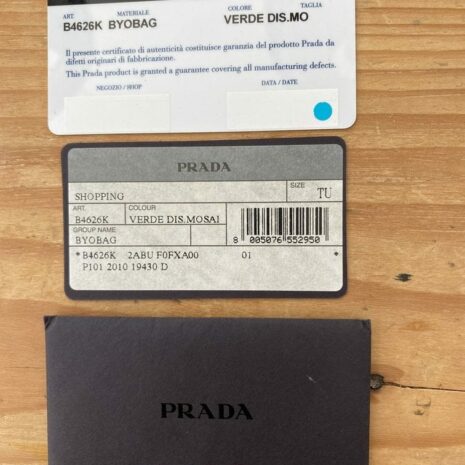 ART. MATERIALE COLORE TAGLIA
B4626K BYOBAG VERDE DIS.MO
Il presente certificato di autenticità costituisce garanzia del prodotto Prada da
difetti originari di fabbricazione.
This Prada product is granted a guarantee covering all manufacturing defects.
NEGOZIO / SHOP DATA / DATE
PRADA
SHOPPING SIZE TU
ART. COLOUR
B4626K VERDE DIS.MOSAI
GROUP NAME
BYOBAG 8 005076 552950
* B4626K 2ABU F0FXA00 01 *
P101 2010 19430 D
PRADA